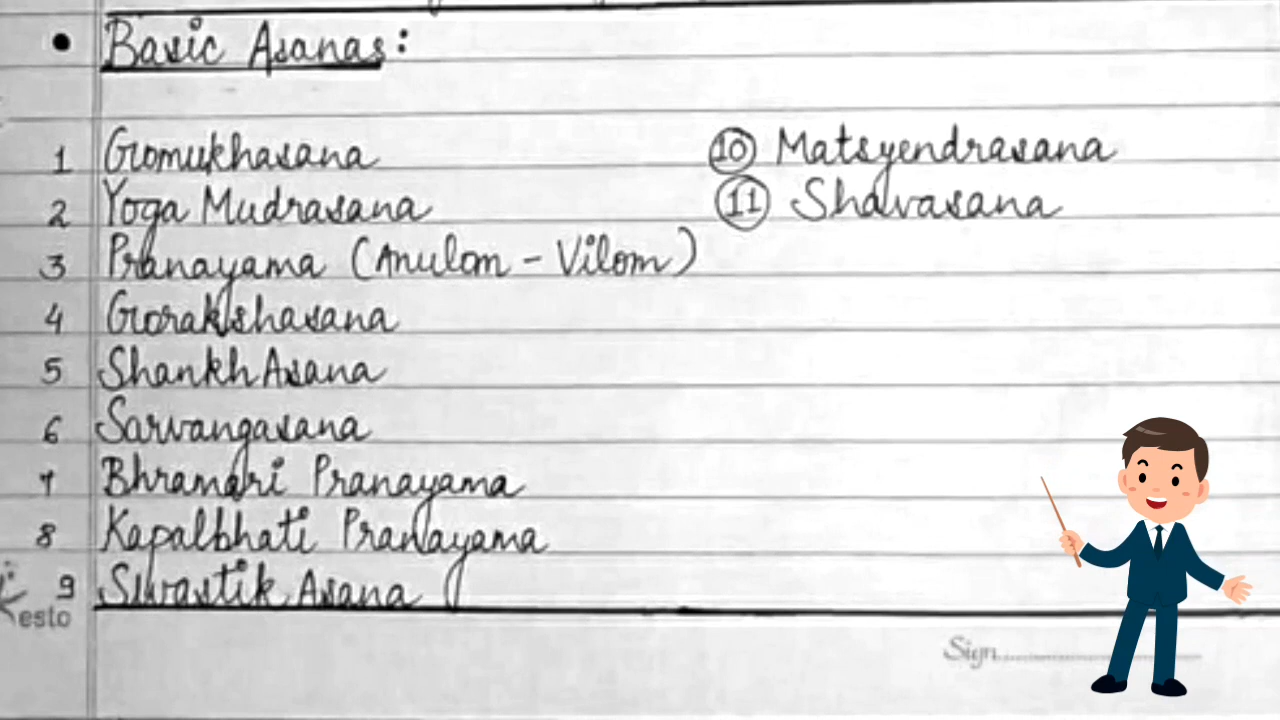 • Basic Asanas:
1 Gomukhasana
2 Yoga Mudrasana
3 Pranayama (Anulom - Vilom)
4 Gorakshasana
5 Shankh Asana
6 Sarvangasana
7 Bhramari Pranayama
8 Kapalbhati Pranayama
9 Swastik Asana
10 Matsyendrasana
11 Shavasana
esto
Sign